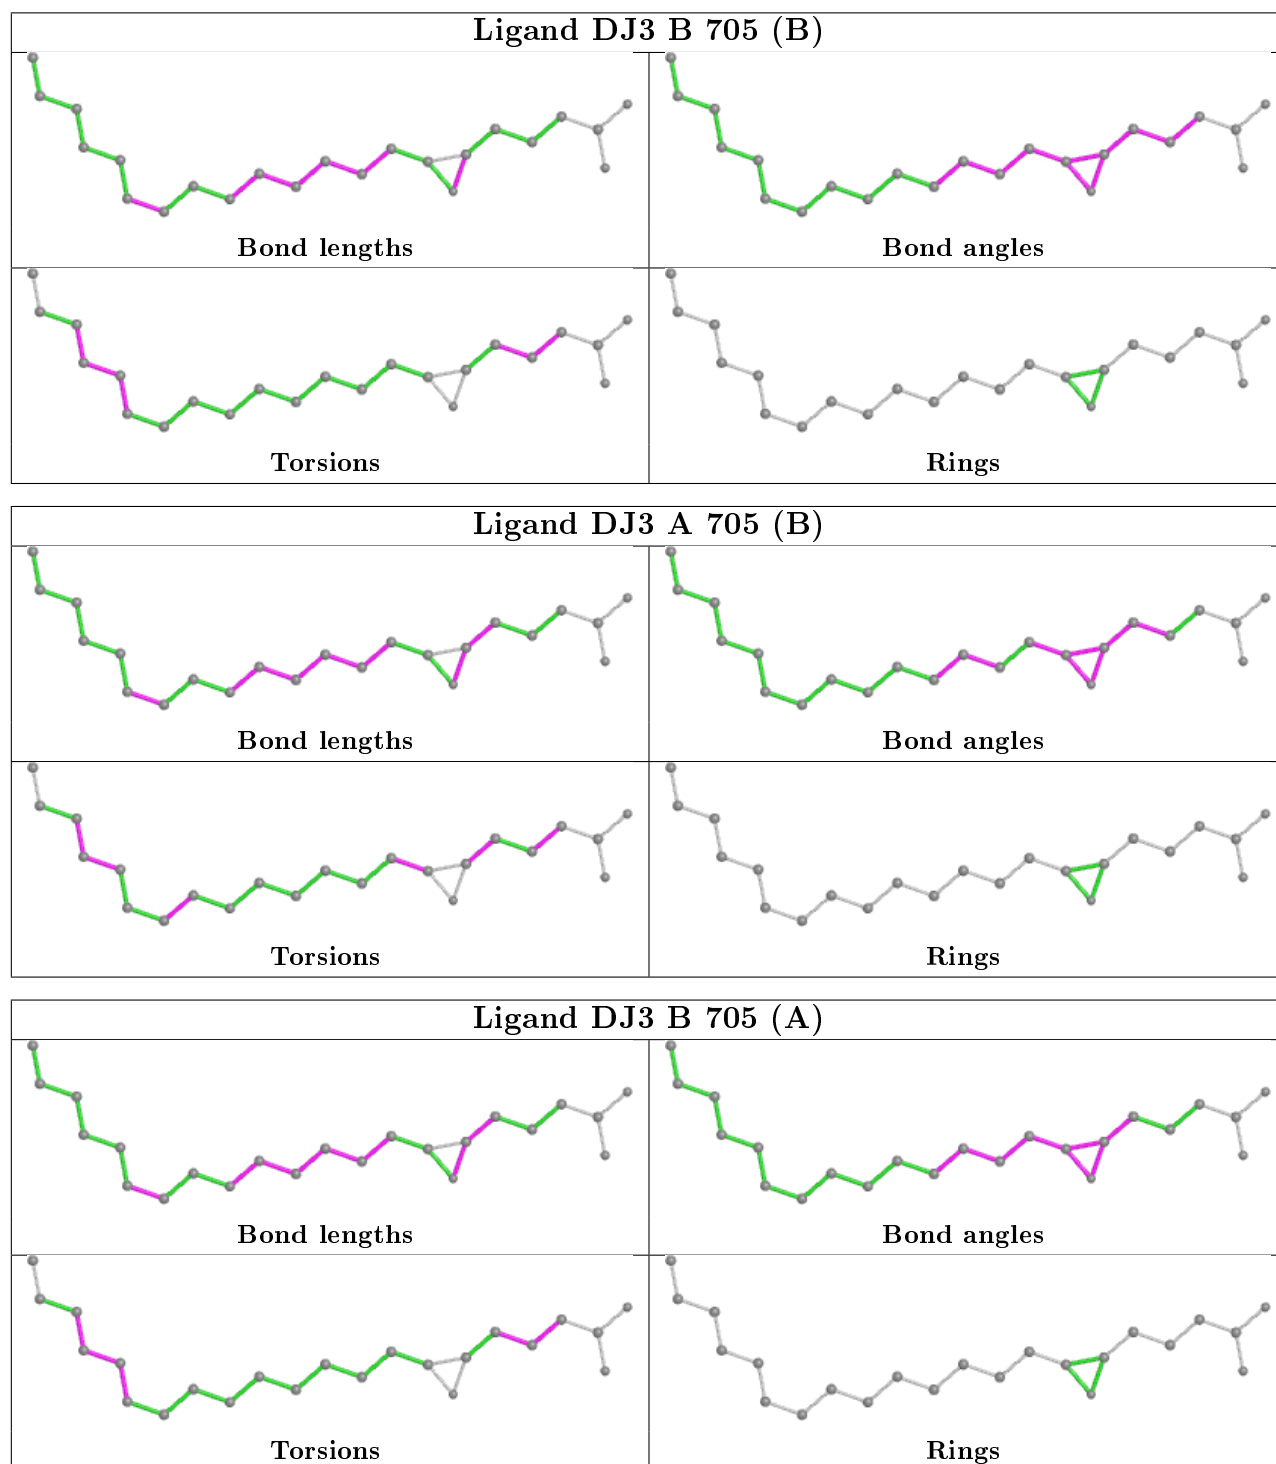 Ligand DJ3 B 705 (B)
Bond lengths
Bond angles
Torsions
Rings
Ligand DJ3 A 705 (B)
Bond lengths
Bond angles
Torsions
Rings
Ligand DJ3 B 705 (A)
Bond lengths
Bond angles
Torsions
Rings